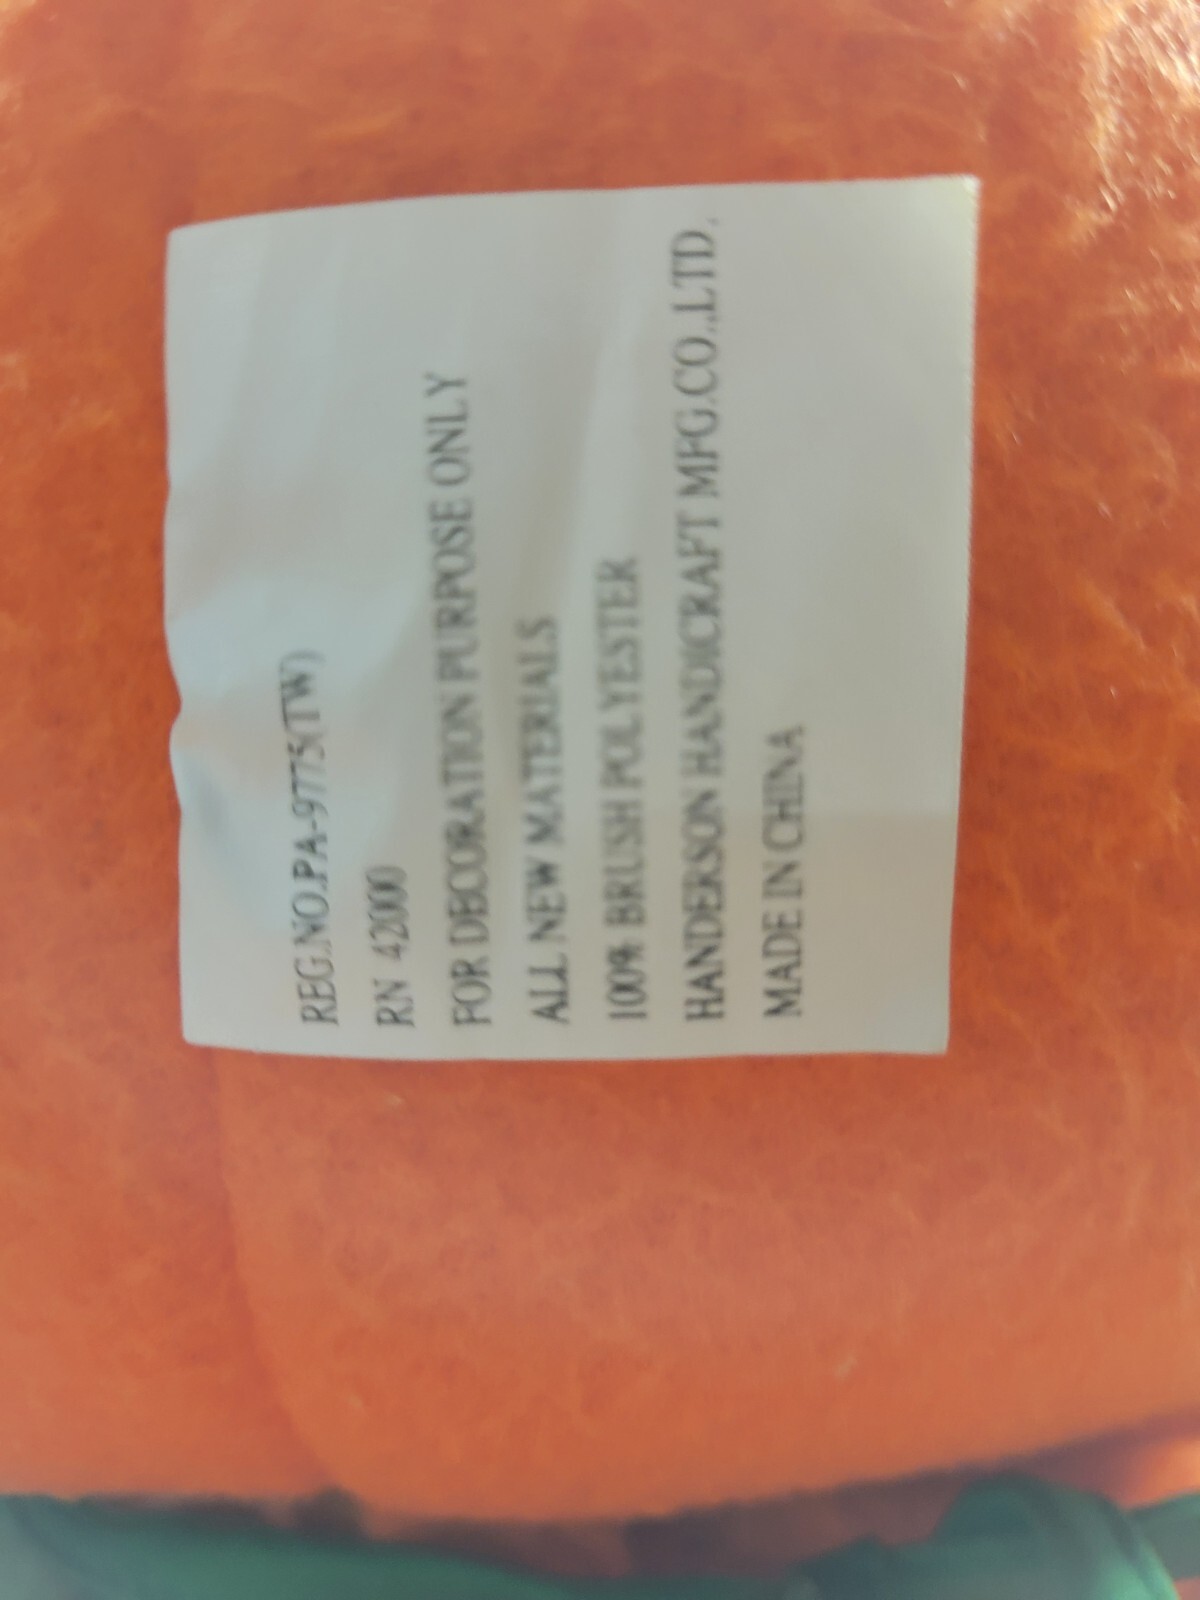 REG.NO.PA-9775(TW)
RN 42000
FOR DECORATION PURPOSE ONLY
ALL NEW MATERIALS
100% BRUSH POLYESTER
HANDERSON HANDICRAFT MFG.CO.,LTD.
MADE IN CHINA